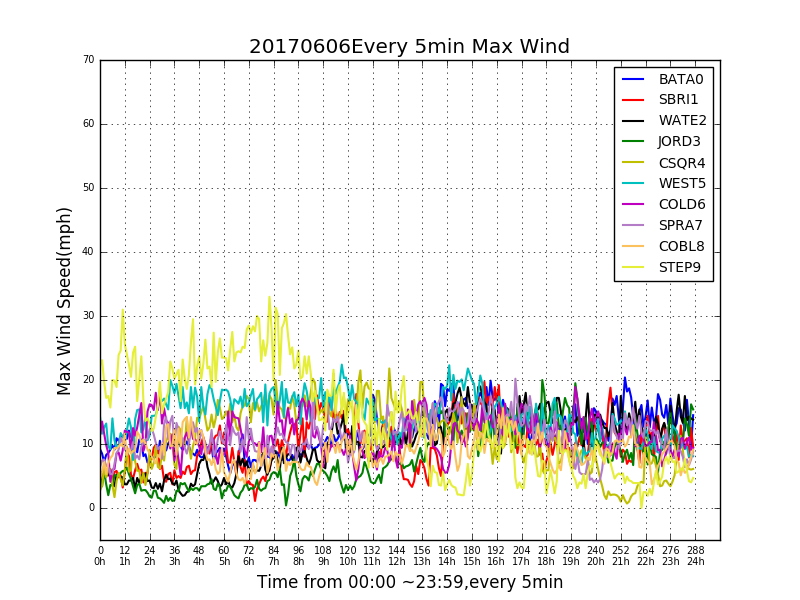 20170606Every 5min Max Wind
Max Wind Speed(mph)
70
60
50
40
30
20
10
0
BATA0
SBRI1
WATE2
JORD3
CSQR4
WEST5
COLD6
SPRA7
COBL8
STEP9
0 12 24 36 48 60 72 84 96 108 120 132 144 156 168 180 192 204 216 228 240 252 264 276 288
0h 1h 2h 3h 4h 5h 6h 7h 8h 9h 10h 11h 12h 13h 14h 15h 16h 17h 18h 19h 20h 21h 22h 23h 24h
Time from 00:00 ~23:59,every 5min